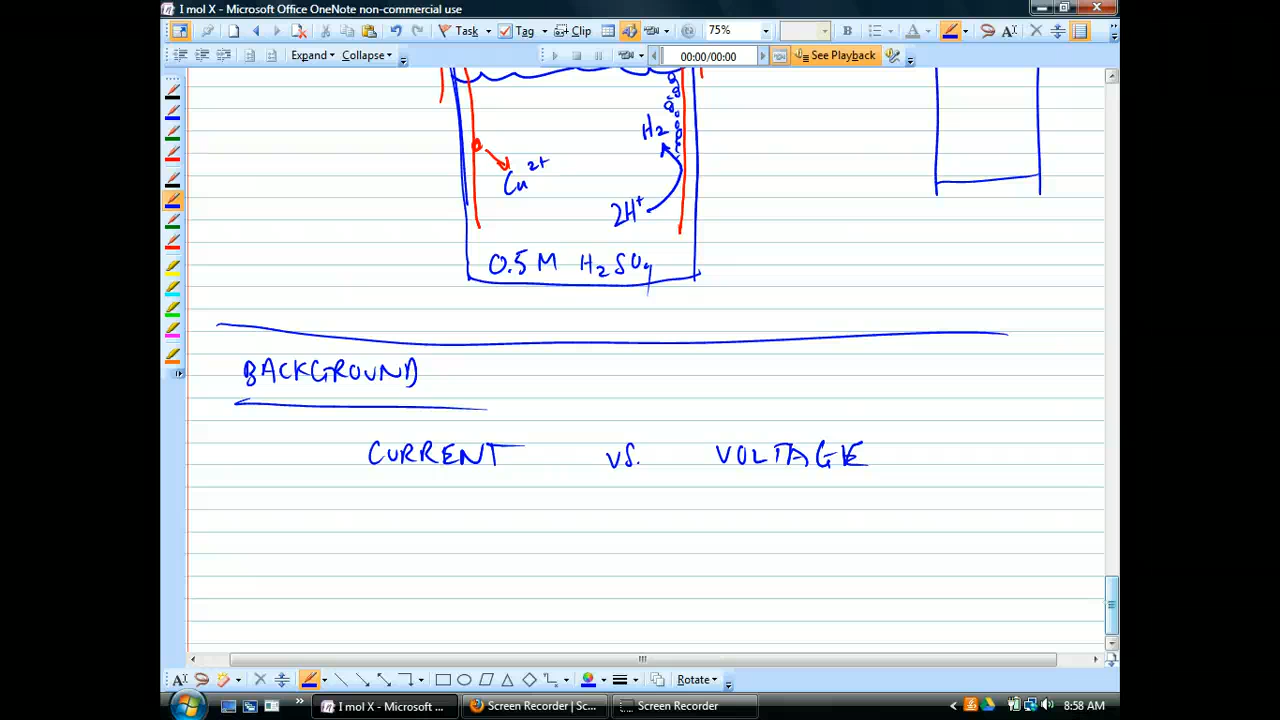 I mol X - Microsoft Office OneNote non-commercial use
Task Tag Clip 75% B A
Expand Collapse 00:00/00:00 See Playback
H₂
Cu²⁺
2H⁺
0.5 M H₂SO₄
BACKGROUND
CURRENT VS. VOLTAGE
Rotate
I mol X - Microsoft ... Screen Recorder | Sc... Screen Recorder 8:58 AM